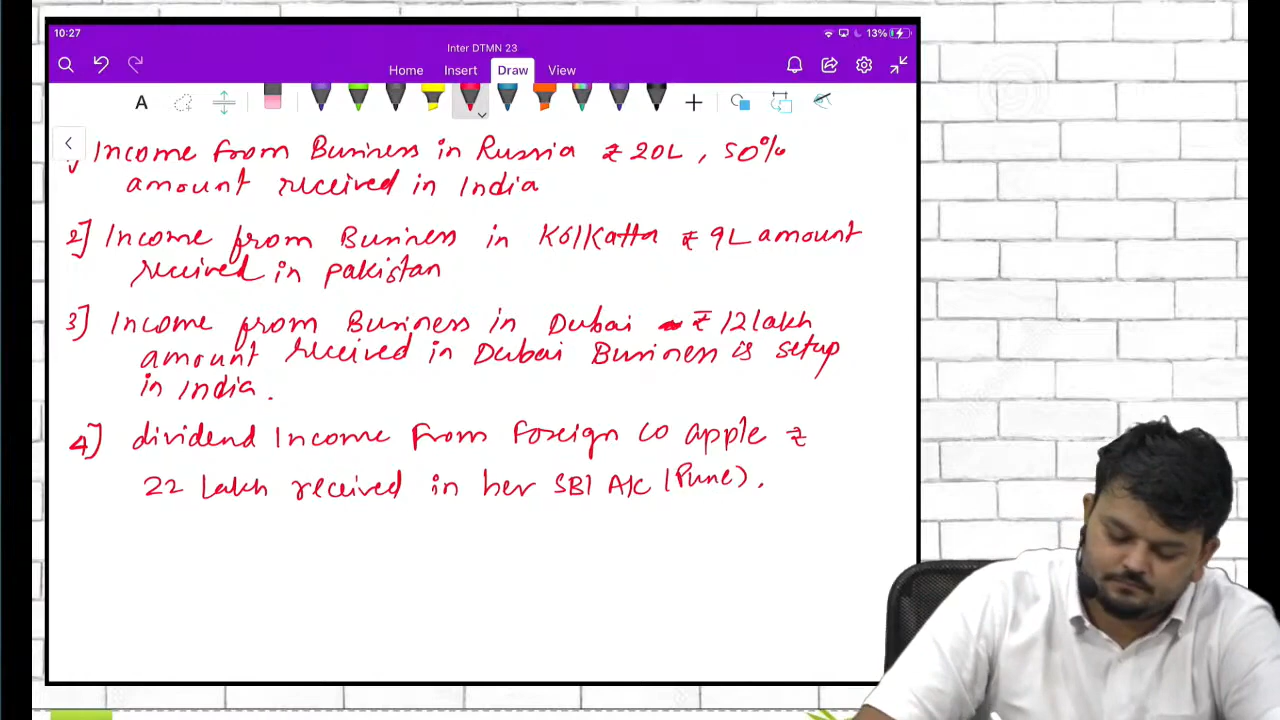 10:27
13%
Inter DTMN 23
Home Insert Draw View
A
Income from Business in Russia ₹ 20L, 50%
amount received in India
2] Income from Business in Kolkatta ₹ 9L amount
received in pakistan
3] Income from Business in Dubai ₹ 12 lakh
amount received in Dubai Business is setup
in India.
4] dividend Income from foreign co apple ₹
22 lakh received in her SBI A/c (Pune).